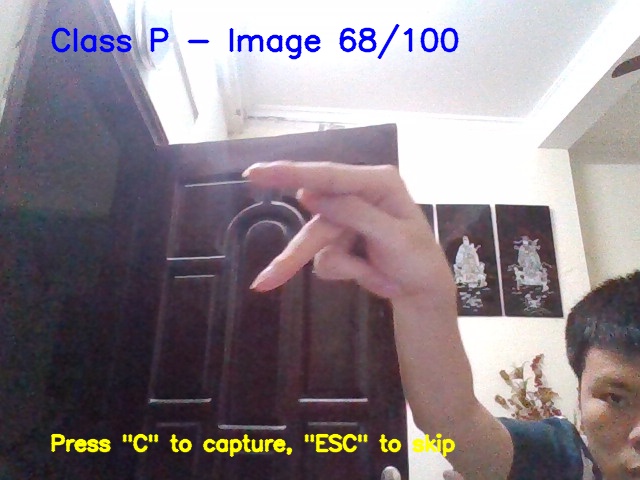 Class P - Image 68/100
Press "C" to capture, "ESC" to skip